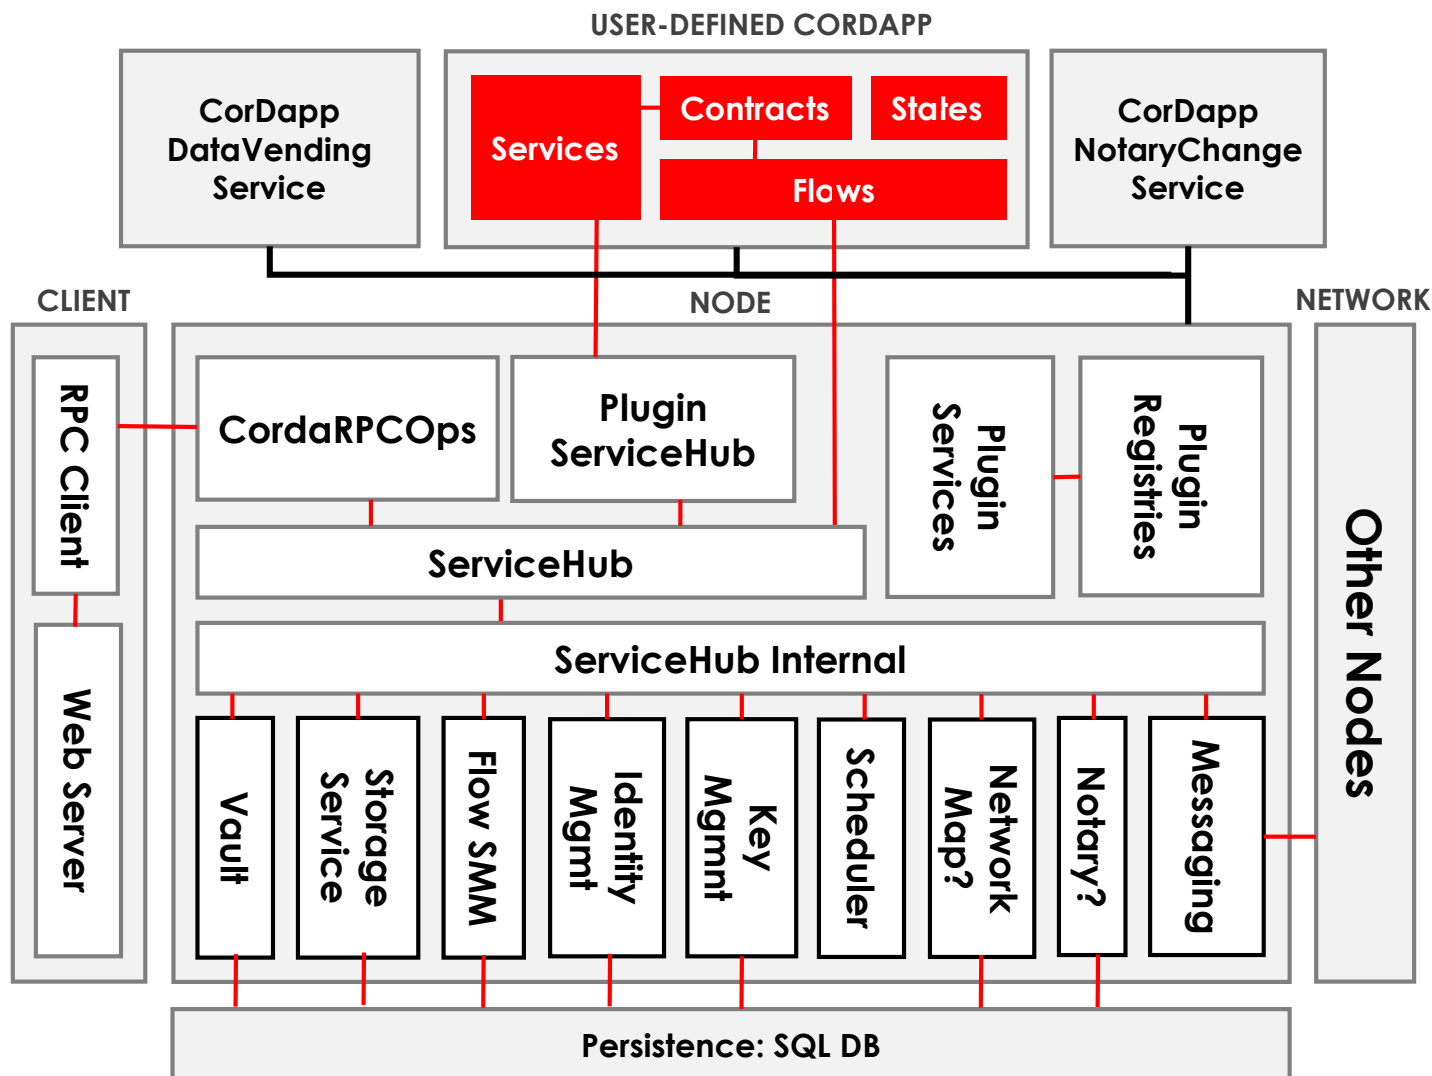 USER-DEFINED CORDAPP
CorDapp
DataVending
Service
Services
Contracts
States
Flows
CorDapp
NotaryChange
Service
CLIENT
NODE
NETWORK
RPC Client
Web Server
CordaRPCOps
Plugin
ServiceHub
Plugin
Services
Plugin
Registries
ServiceHub
ServiceHub Internal
Vault
Storage
Service
Flow SMM
Identity
Mgmt
Key
Mgmnt
Scheduler
Network
Map?
Notary?
Messaging
Other Nodes
Persistence: SQL DB